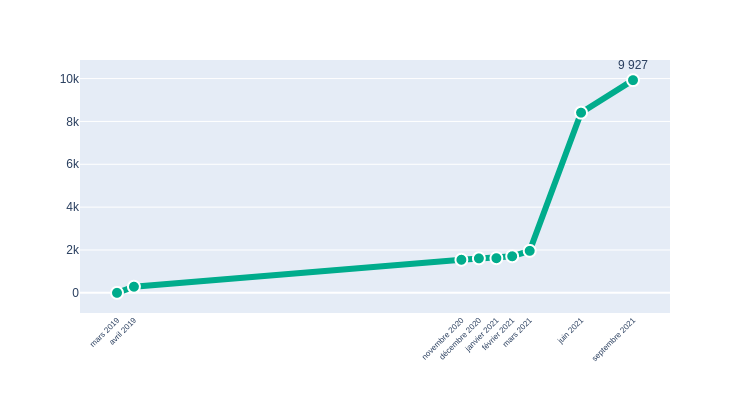 9 927
10k
8k
6k
4k
2k
0
mars 2019
avril 2019
novembre 2020
décembre 2020
janvier 2021
février 2021
mars 2021
juin 2021
septembre 2021